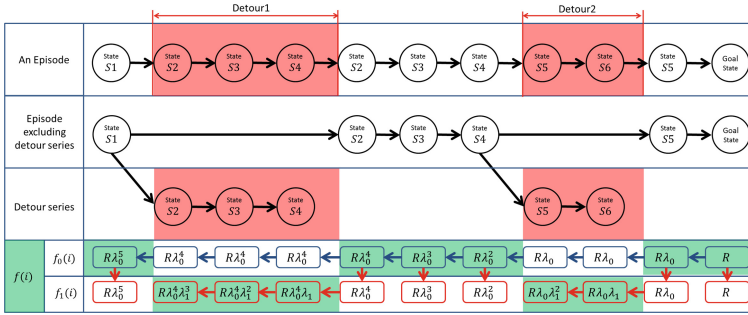 Detour1 Detour2
An Episode State S1 State S2 State S3 State S4 State S2 State S3 State S4 State S5 State S6 State S5 Goal State
Episode excluding detour series State S1 State S2 State S3 State S4 State S5 Goal State
Detour series State S2 State S3 State S4 State S5 State S6
f(i)
f₀(i) Rλ₀⁵ Rλ₀⁴ Rλ₀⁴ Rλ₀⁴ Rλ₀⁴ Rλ₀³ Rλ₀² Rλ₀ Rλ₀ Rλ₀ R
f₁(i) Rλ₀⁵ Rλ₀⁴λ₁³ Rλ₀⁴λ₁² Rλ₀⁴λ₁ Rλ₀⁴ Rλ₀³ Rλ₀² Rλ₀λ₁² Rλ₀λ₁ Rλ₀ R